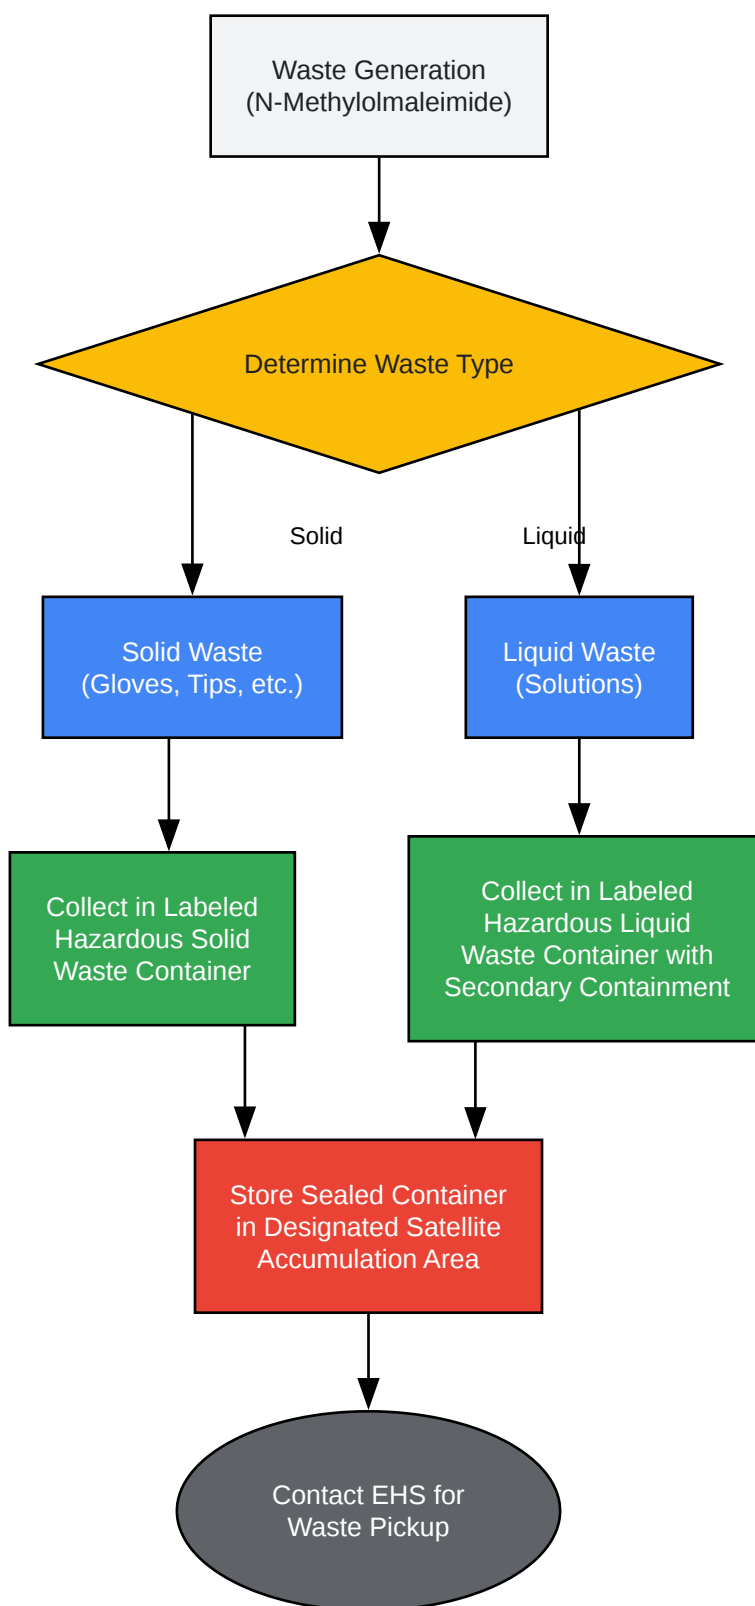 Waste Generation
(N-Methylolmaleimide)
Determine Waste Type
Solid
Liquid
Solid Waste
(Gloves, Tips, etc.)
Liquid Waste
(Solutions)
Collect in Labeled
Hazardous Solid
Waste Container
Collect in Labeled
Hazardous Liquid
Waste Container with
Secondary Containment
Store Sealed Container
in Designated Satellite
Accumulation Area
Contact EHS for
Waste Pickup